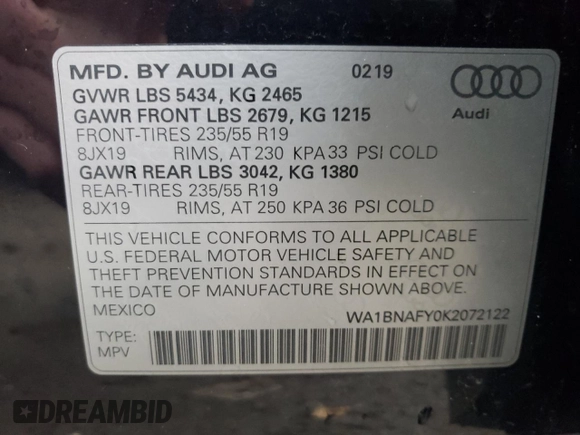 MFD. BY AUDI AG 0219
GVWR LBS 5434, KG 2465
GAWR FRONT LBS 2679, KG 1215
FRONT-TIRES 235/55 R19
8JX19 RIMS, AT 230 KPA 33 PSI COLD
GAWR REAR LBS 3042, KG 1380
REAR-TIRES 235/55 R19
8JX19 RIMS, AT 250 KPA 36 PSI COLD
Audi
THIS VEHICLE CONFORMS TO ALL APPLICABLE
U.S. FEDERAL MOTOR VEHICLE SAFETY AND
THEFT PREVENTION STANDARDS IN EFFECT ON
THE DATE OF MANUFACTURE SHOWN ABOVE.
MEXICO WA1BNAFY0K2072122
TYPE:
MPV
DREAMBID